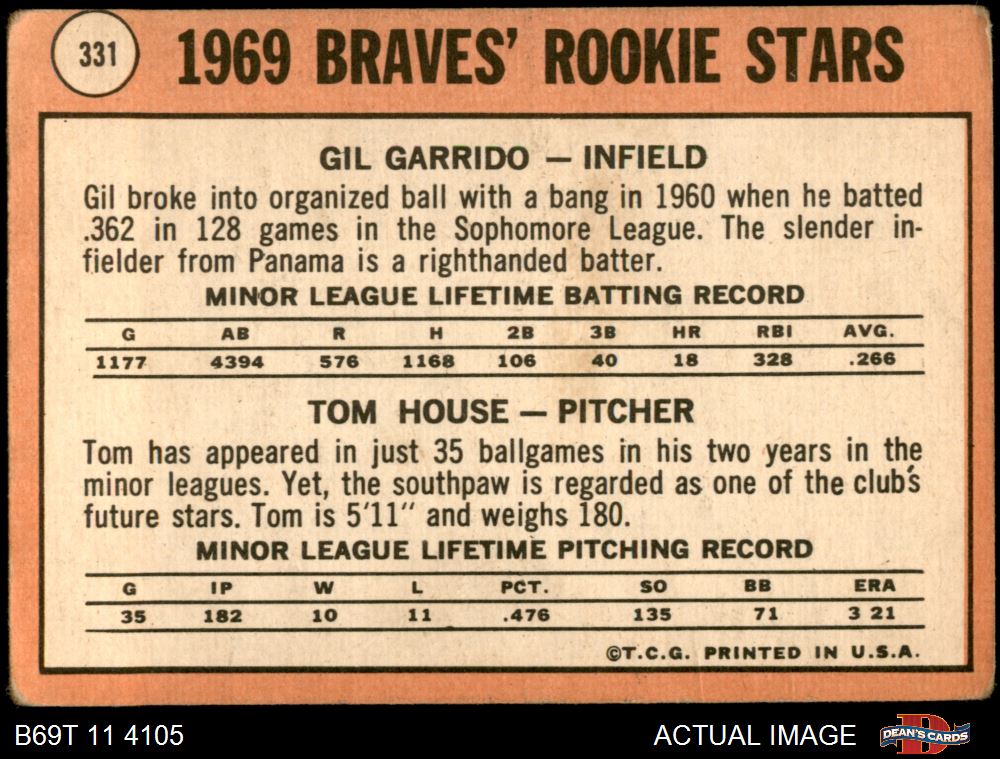 331
1969 BRAVES' ROOKIE STARS
GIL GARRIDO — INFIELD
Gil broke into organized ball with a bang in 1960 when he batted
.362 in 128 games in the Sophomore League. The slender in-
fielder from Panama is a righthanded batter.
MINOR LEAGUE LIFETIME BATTING RECORD
G AB R H 2B 3B HR RBI AVG.
1177 4394 576 1168 106 40 18 328 .266
TOM HOUSE — PITCHER
Tom has appeared in just 35 ballgames in his two years in the
minor leagues. Yet, the southpaw is regarded as one of the club's
future stars. Tom is 5'11" and weighs 180.
MINOR LEAGUE LIFETIME PITCHING RECORD
G IP W L PCT. SO BB ERA
35 182 10 11 .476 135 71 3 21
©T.C.G. PRINTED IN U.S.A.
B69T 11 4105
ACTUAL IMAGE
D
DEAN'S CARDS